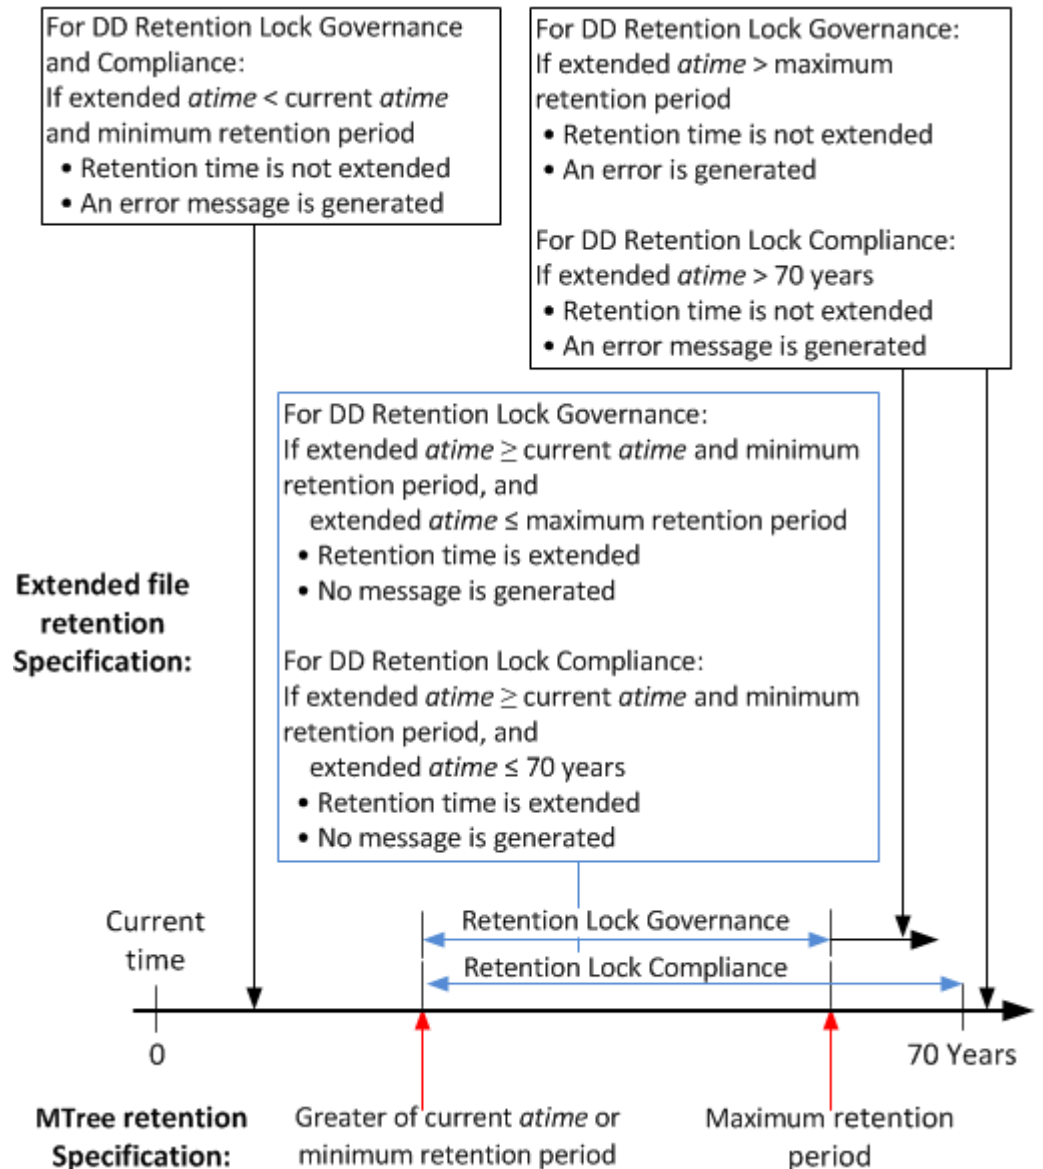 For DD Retention Lock Governance
and Compliance:
If extended atime < current atime
and minimum retention period
• Retention time is not extended
• An error message is generated
For DD Retention Lock Governance:
If extended atime > maximum
retention period
• Retention time is not extended
• An error is generated
For DD Retention Lock Compliance:
If extended atime > 70 years
• Retention time is not extended
• An error message is generated
For DD Retention Lock Governance:
If extended atime ≥ current atime and minimum
retention period, and
extended atime ≤ maximum retention period
• Retention time is extended
• No message is generated
For DD Retention Lock Compliance:
If extended atime ≥ current atime and minimum
retention period, and
extended atime ≤ 70 years
• Retention time is extended
• No message is generated
Extended file
retention
Specification:
Current
time
Retention Lock Governance
Retention Lock Compliance
0
70 Years
MTree retention
Specification:
Greater of current atime or
minimum retention period
Maximum retention
period